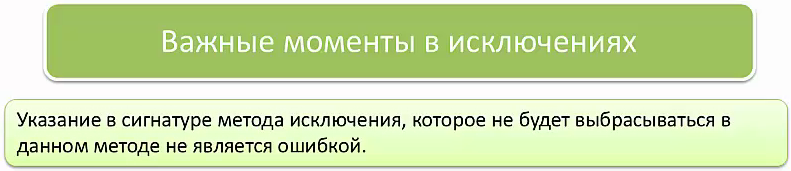 Важные моменты в исключениях
Указание в сигнатуре метода исключения, которое не будет выбрасываться в
данном методе не является ошибкой.